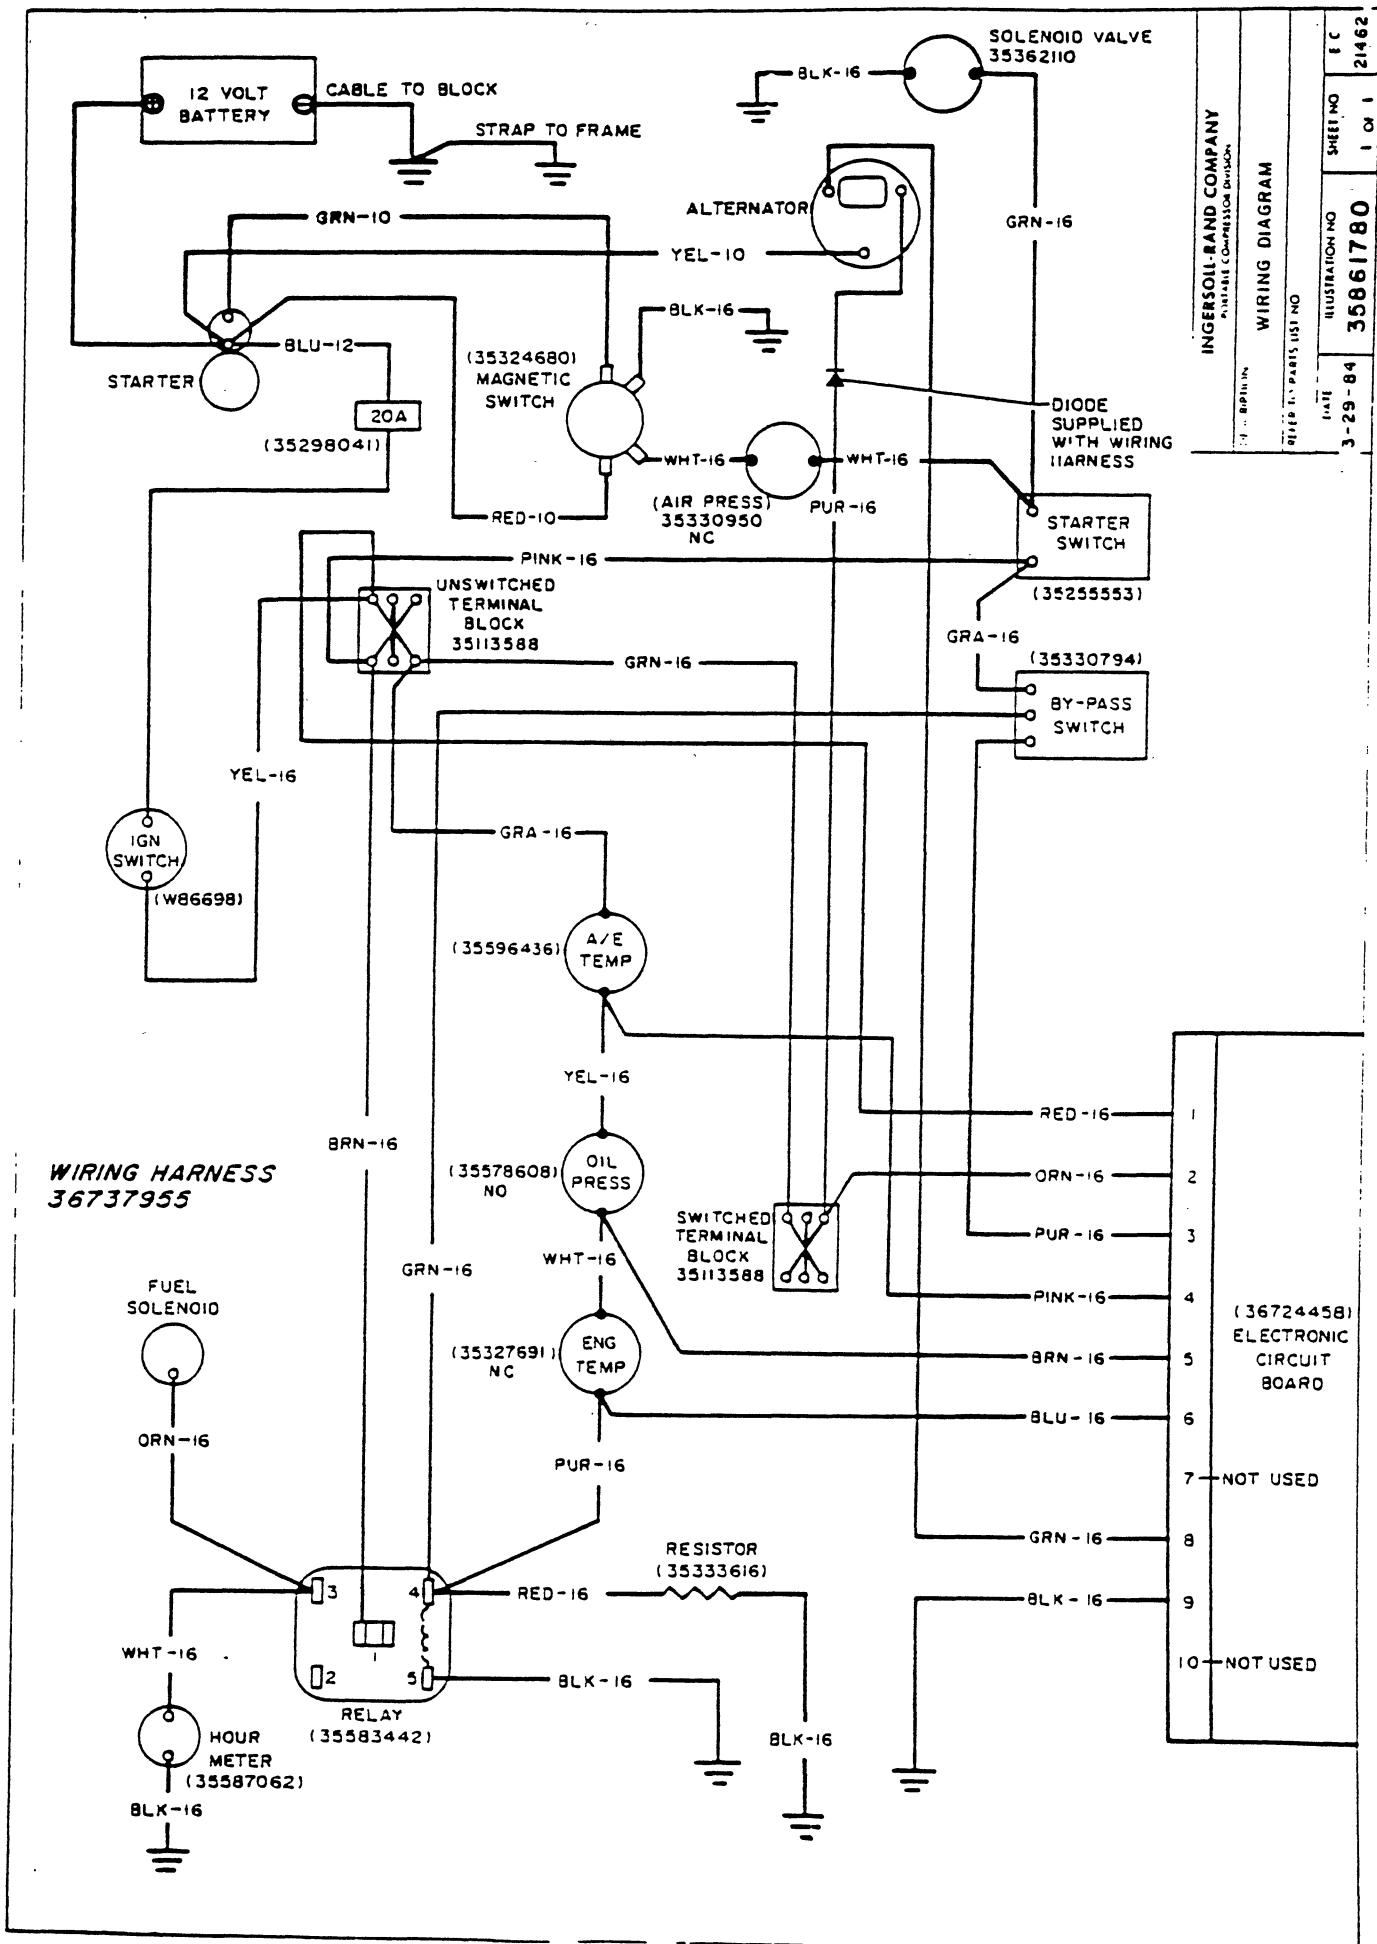 SOLENOID VALVE
35362110
BLK-16
12 VOLT
BATTERY
CABLE TO BLOCK
STRAP TO FRAME
ALTERNATOR
GRN-10
GRN-16
YEL-10
BLK-16
BLU-12
STARTER
(35324680)
MAGNETIC
SWITCH
20A
(35298041)
DIODE
SUPPLIED
WITH WIRING
HARNESS
WHT-16
WHT-16
(AIR PRESS)
35330950
NC
PUR-16
RED-10
STARTER
SWITCH
(35255553)
PINK-16
UNSWITCHED
TERMINAL
BLOCK
35113588
GRA-16
GRN-16
(35330794)
BY-PASS
SWITCH
YEL-16
IGN
SWITCH
(W86698)
GRA-16
(35596436)
A/E
TEMP
YEL-16
BRN-16
WIRING HARNESS
36737955
(35578608)
NO
OIL
PRESS
SWITCHED
TERMINAL
BLOCK
35113588
WHT-16
GRN-16
FUEL
SOLENOID
(35327691)
NC
ENG
TEMP
ORN-16
PUR-16
RED-16 1
ORN-16 2
PUR-16 3
PINK-16 4
BRN-16 5
BLU-16 6
7 NOT USED
GRN-16 8
BLK-16 9
10 NOT USED
(36724458)
ELECTRONIC
CIRCUIT
BOARD
RESISTOR
(35333616)
3 4
RED-16
1
2 5
BLK-16
RELAY
(35583442)
WHT-16
HOUR
METER
(35587062)
BLK-16
BLK-16
INGERSOLL-RAND COMPANY
PORTABLE COMPRESSOR DIVISION
WIRING DIAGRAM
REFER TO PARTS LIST NO
DATE
3-29-84
ILLUSTRATION NO
35861780
SHEET NO
1 OF 1
E C
21462